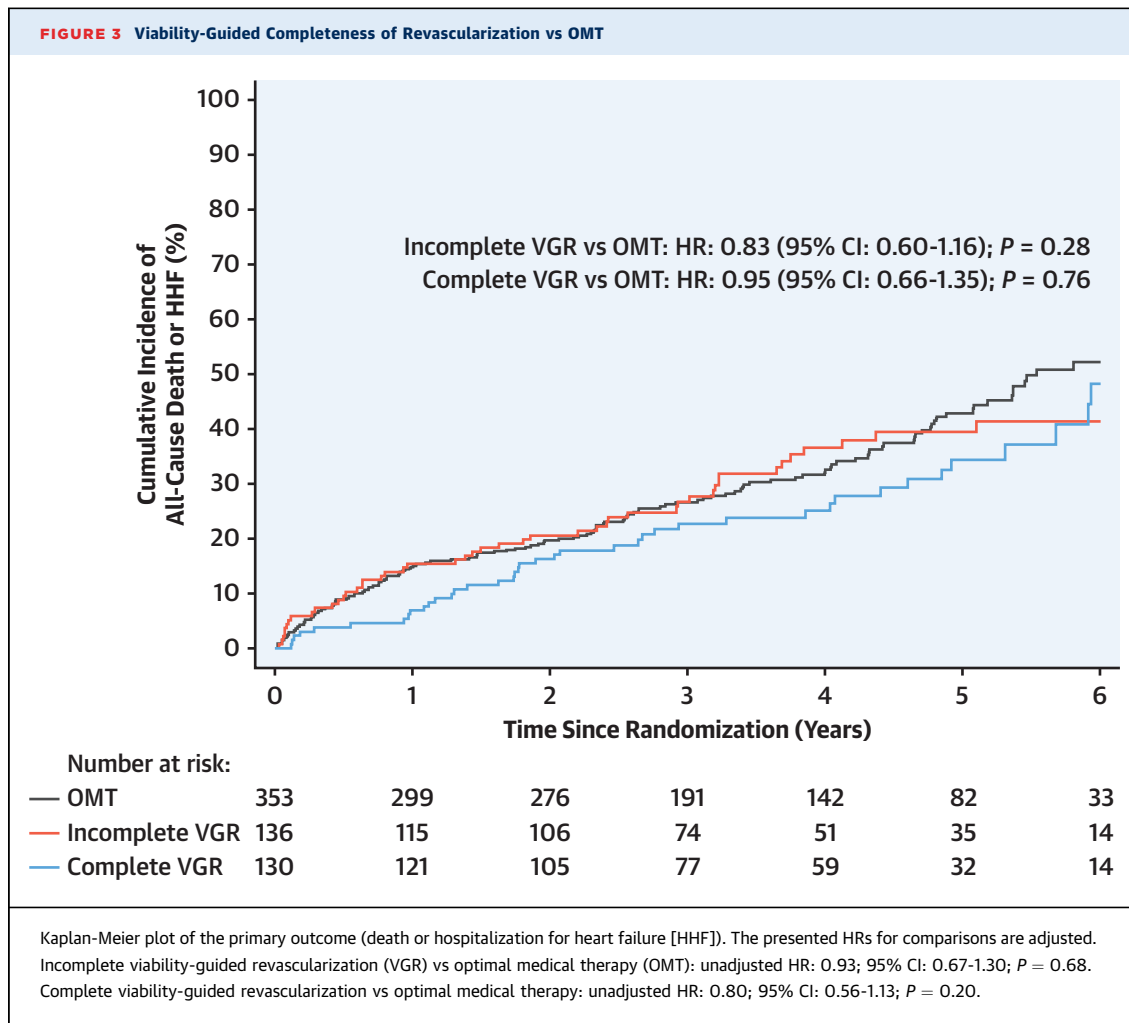 FIGURE 3 Viability-Guided Completeness of Revascularization vs OMT
Cumulative Incidence of
All-Cause Death or HHF (%)
100
90
80
70
60
50
40
30
20
10
0
Incomplete VGR vs OMT: HR: 0.83 (95% CI: 0.60-1.16); P = 0.28
Complete VGR vs OMT: HR: 0.95 (95% CI: 0.66-1.35); P = 0.76
0 1 2 3 4 5 6
Time Since Randomization (Years)
Number at risk:
OMT 353 299 276 191 142 82 33
Incomplete VGR 136 115 106 74 51 35 14
Complete VGR 130 121 105 77 59 32 14
Kaplan-Meier plot of the primary outcome (death or hospitalization for heart failure [HHF]). The presented HRs for comparisons are adjusted.
Incomplete viability-guided revascularization (VGR) vs optimal medical therapy (OMT): unadjusted HR: 0.93; 95% CI: 0.67-1.30; P = 0.68.
Complete viability-guided revascularization vs optimal medical therapy: unadjusted HR: 0.80; 95% CI: 0.56-1.13; P = 0.20.